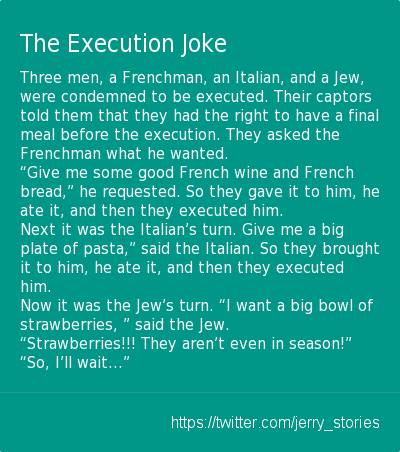 The Execution Joke
Three men, a Frenchman, an Italian, and a Jew,
were condemned to be executed. Their captors
told them that they had the right to have a final
meal before the execution. They asked the
Frenchman what he wanted.
“Give me some good French wine and French
bread,” he requested. So they gave it to him, he
ate it, and then they executed him.
Next it was the Italian’s turn. Give me a big
plate of pasta,” said the Italian. So they brought
it to him, he ate it, and then they executed
him.
Now it was the Jew’s turn. “I want a big bowl of
strawberries, ” said the Jew.
“Strawberries!!! They aren’t even in season!”
“So, I’ll wait…”
https://twitter.com/jerry_stories